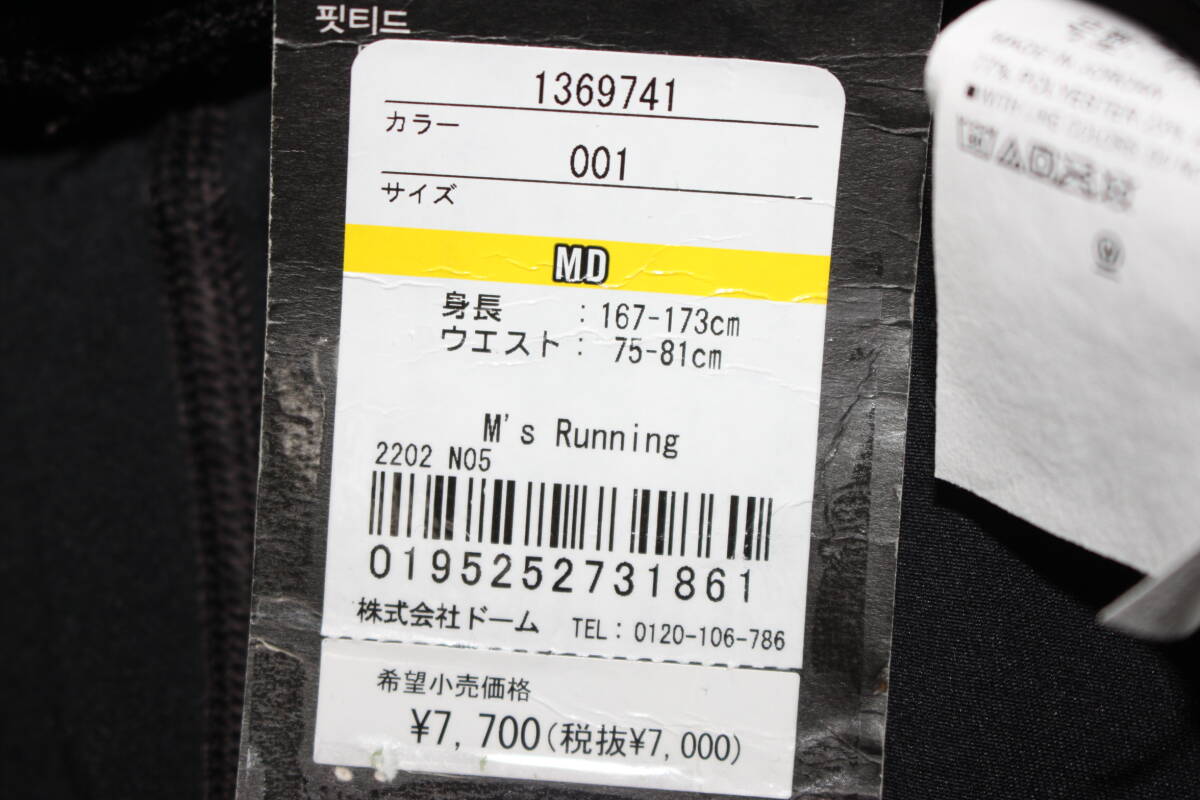 핏티드
1369741
カラー
001
サイズ
MD
身長 : 167-173cm
ウエスト : 75-81cm
M's Running
2202 N05
0195252731861
株式会社ドーム TEL: 0120-106-786
希望小売価格
¥7,700(税抜¥7,000)